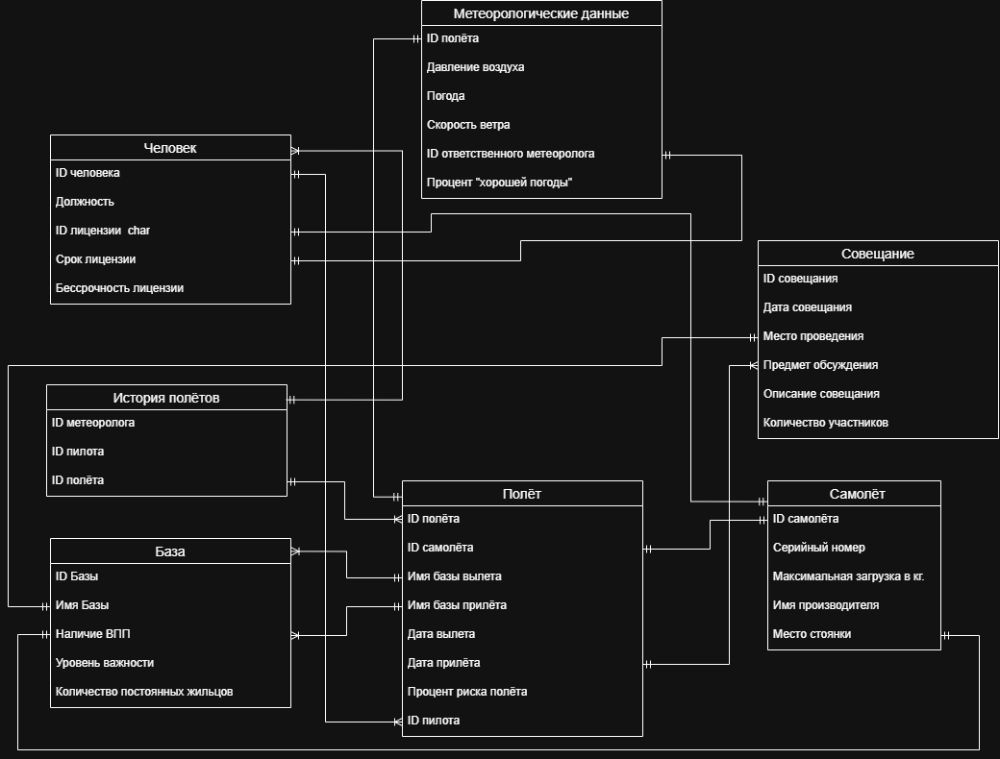 Метеорологические данные
ID полёта
Давление воздуха
Погода
Скорость ветра
ID ответственного метеоролога
Процент "хорошей погоды"
Человек
ID человека
Должность
ID лицензии char
Срок лицензии
Бессрочность лицензии
Совещание
ID совещания
Дата совещания
Место проведения
Предмет обсуждения
Описание совещания
Количество участников
История полётов
ID метеоролога
ID пилота
ID полёта
Полёт
ID полёта
ID самолёта
Имя базы вылета
Имя базы прилёта
Дата вылета
Дата прилёта
Процент риска полёта
ID пилота
Самолёт
ID самолёта
Серийный номер
Максимальная загрузка в кг.
Имя производителя
Место стоянки
База
ID Базы
Имя Базы
Наличие ВПП
Уровень важности
Количество постоянных жильцов